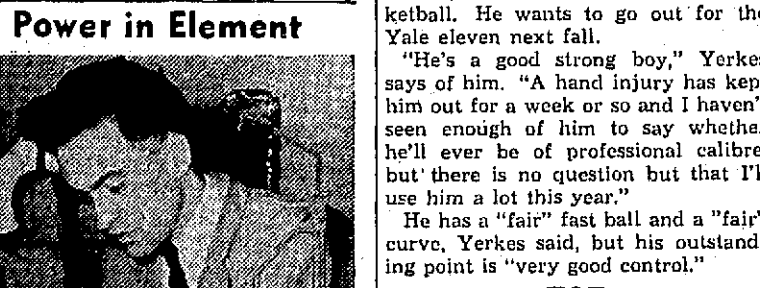 Power in Element
ketball. He wants to go out for the
Yale eleven next fall.
"He's a good strong boy," Yerkes
says of him. "A hand injury has kep
him out for a week or so and I haven'
seen enough of him to say whethe
he'll ever be of professional calibre
but there is no question but that I'l
use him a lot this year."
He has a "fair" fast ball and a "fair"
curve, Yerkes said, but his outstand
ing point is "very good control."